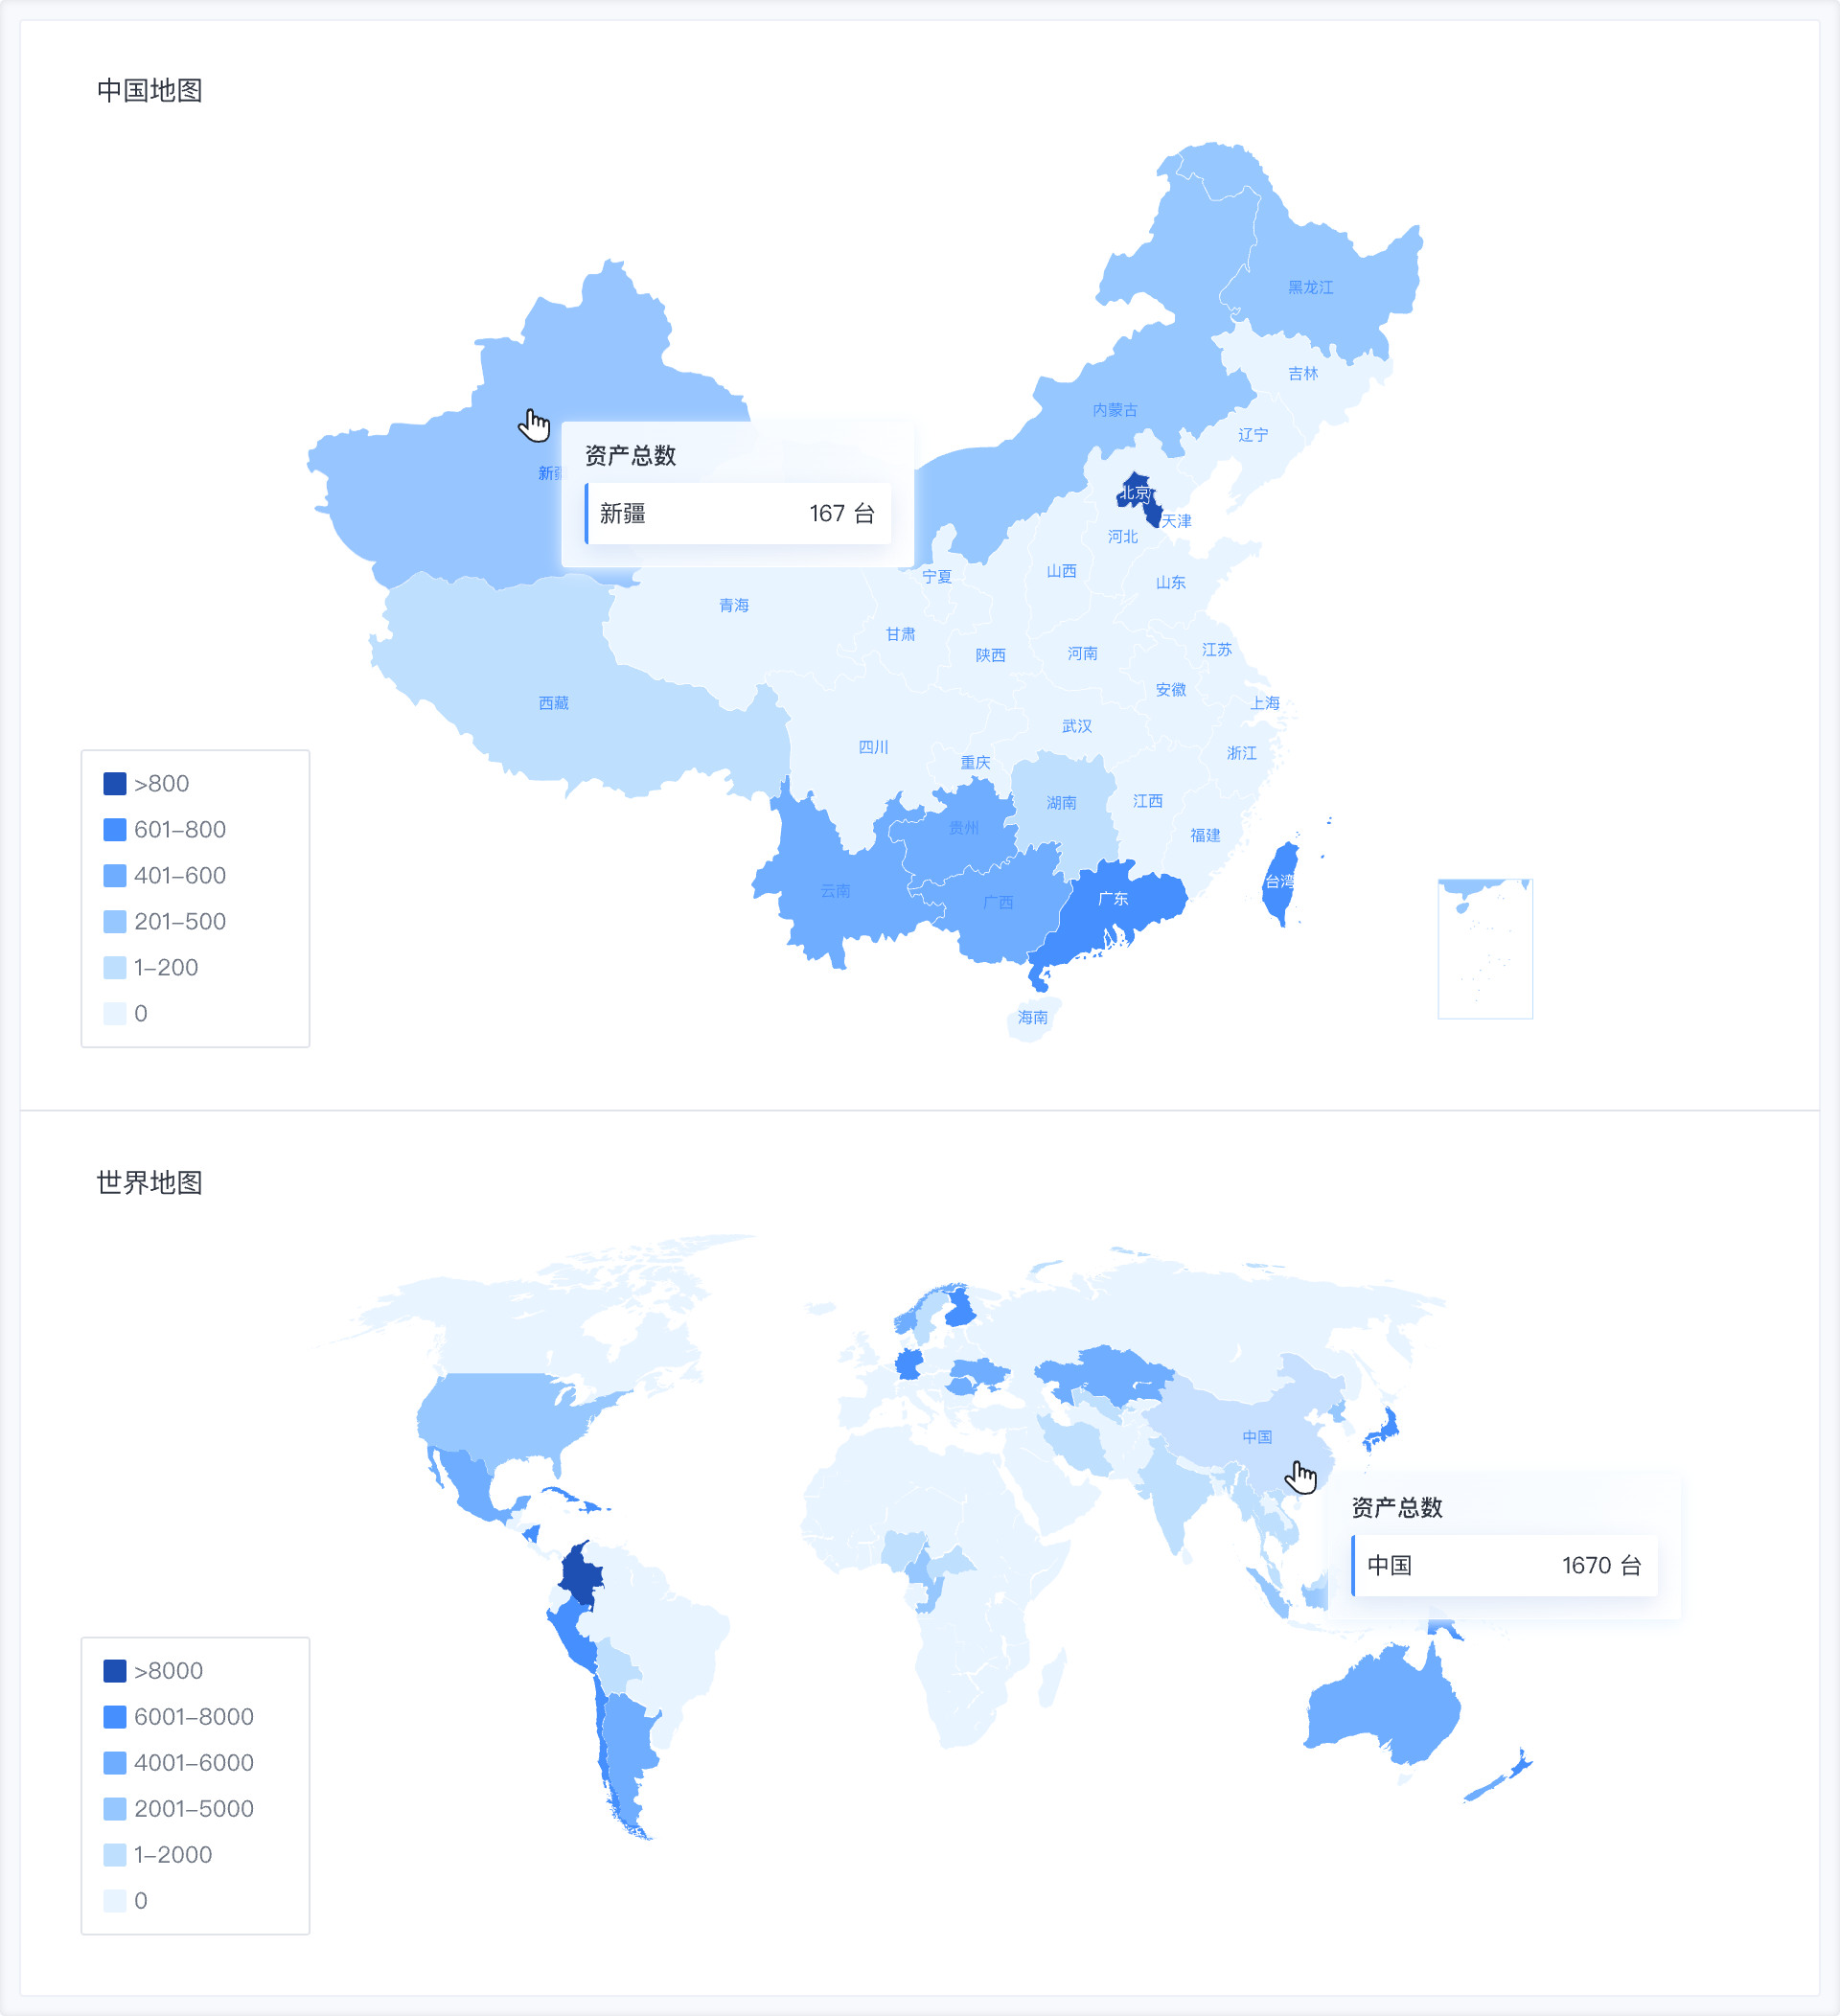 中国地图
黑龙江
吉林
内蒙古
辽宁
资产总数
新疆
新疆 167 台
北京
天津
河北
宁夏
山西
山东
青海
甘肃
陕西
河南
江苏
安徽
西藏
上海
武汉
四川
浙江
重庆
湖南
江西
贵州
福建
云南
广西
广东
台湾
海南
>800
601–800
401–600
201–500
1–200
0
世界地图
中国
资产总数
中国 1670 台
>8000
6001–8000
4001–6000
2001–5000
1–2000
0